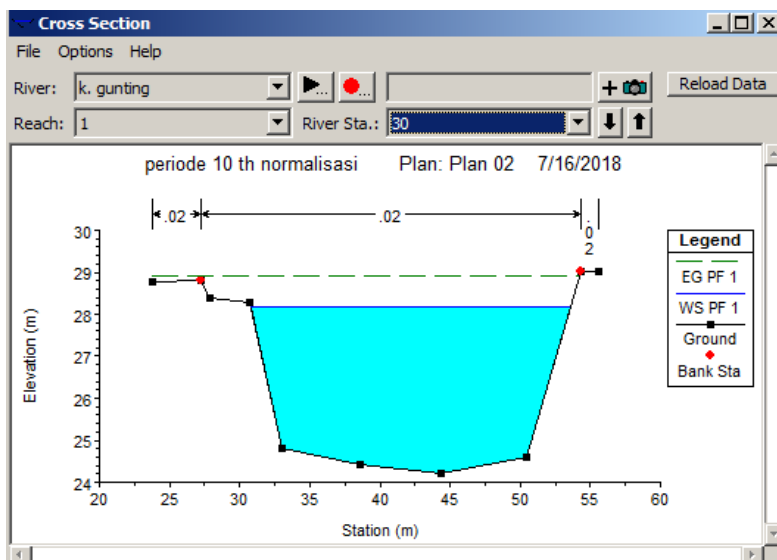 Cross Section
File Options Help
River: k. gunting ... ... + Reload Data
Reach: 1 River Sta.: 30
periode 10 th normalisasi Plan: Plan 02 7/16/2018
.02 .02 .02
30
29
28
27
26
25
24
Elevation (m)
20 25 30 35 40 45 50 55 60
Station (m)
Legend
EG PF 1
WS PF 1
Ground
Bank Sta